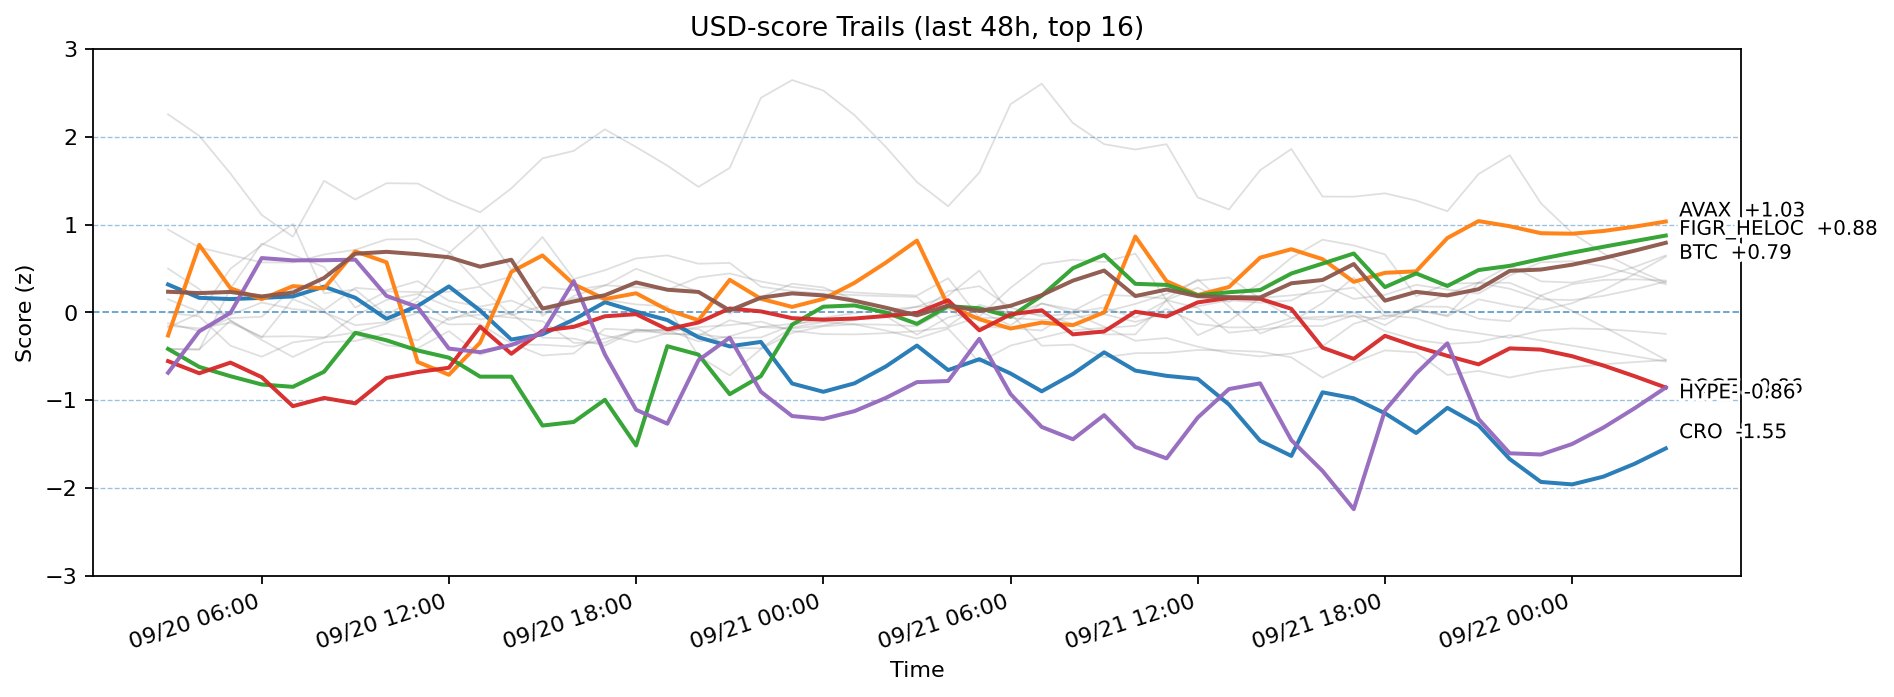 USD-score Trails (last 48h, top 16)
Score (z)
3
2
1
0
−1
−2
−3
AVAX +1.03
FIGR_HELOC +0.88
BTC +0.79
HYPE -0.86
CRO -1.55
09/20 06:00
09/20 12:00
09/20 18:00
09/21 00:00
09/21 06:00
09/21 12:00
09/21 18:00
09/22 00:00
Time